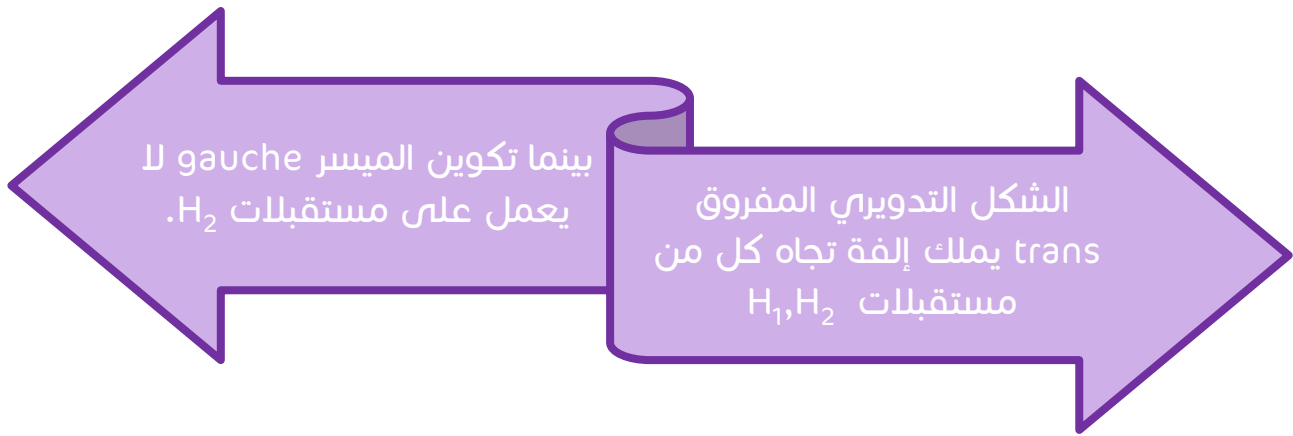 الشكل التدويري المفروق
trans يملك إلفة تجاه كل من
مستقبلات H₁,H₂
بينما تكوين الميسر gauche لا
يعمل على مستقبلات H₂.